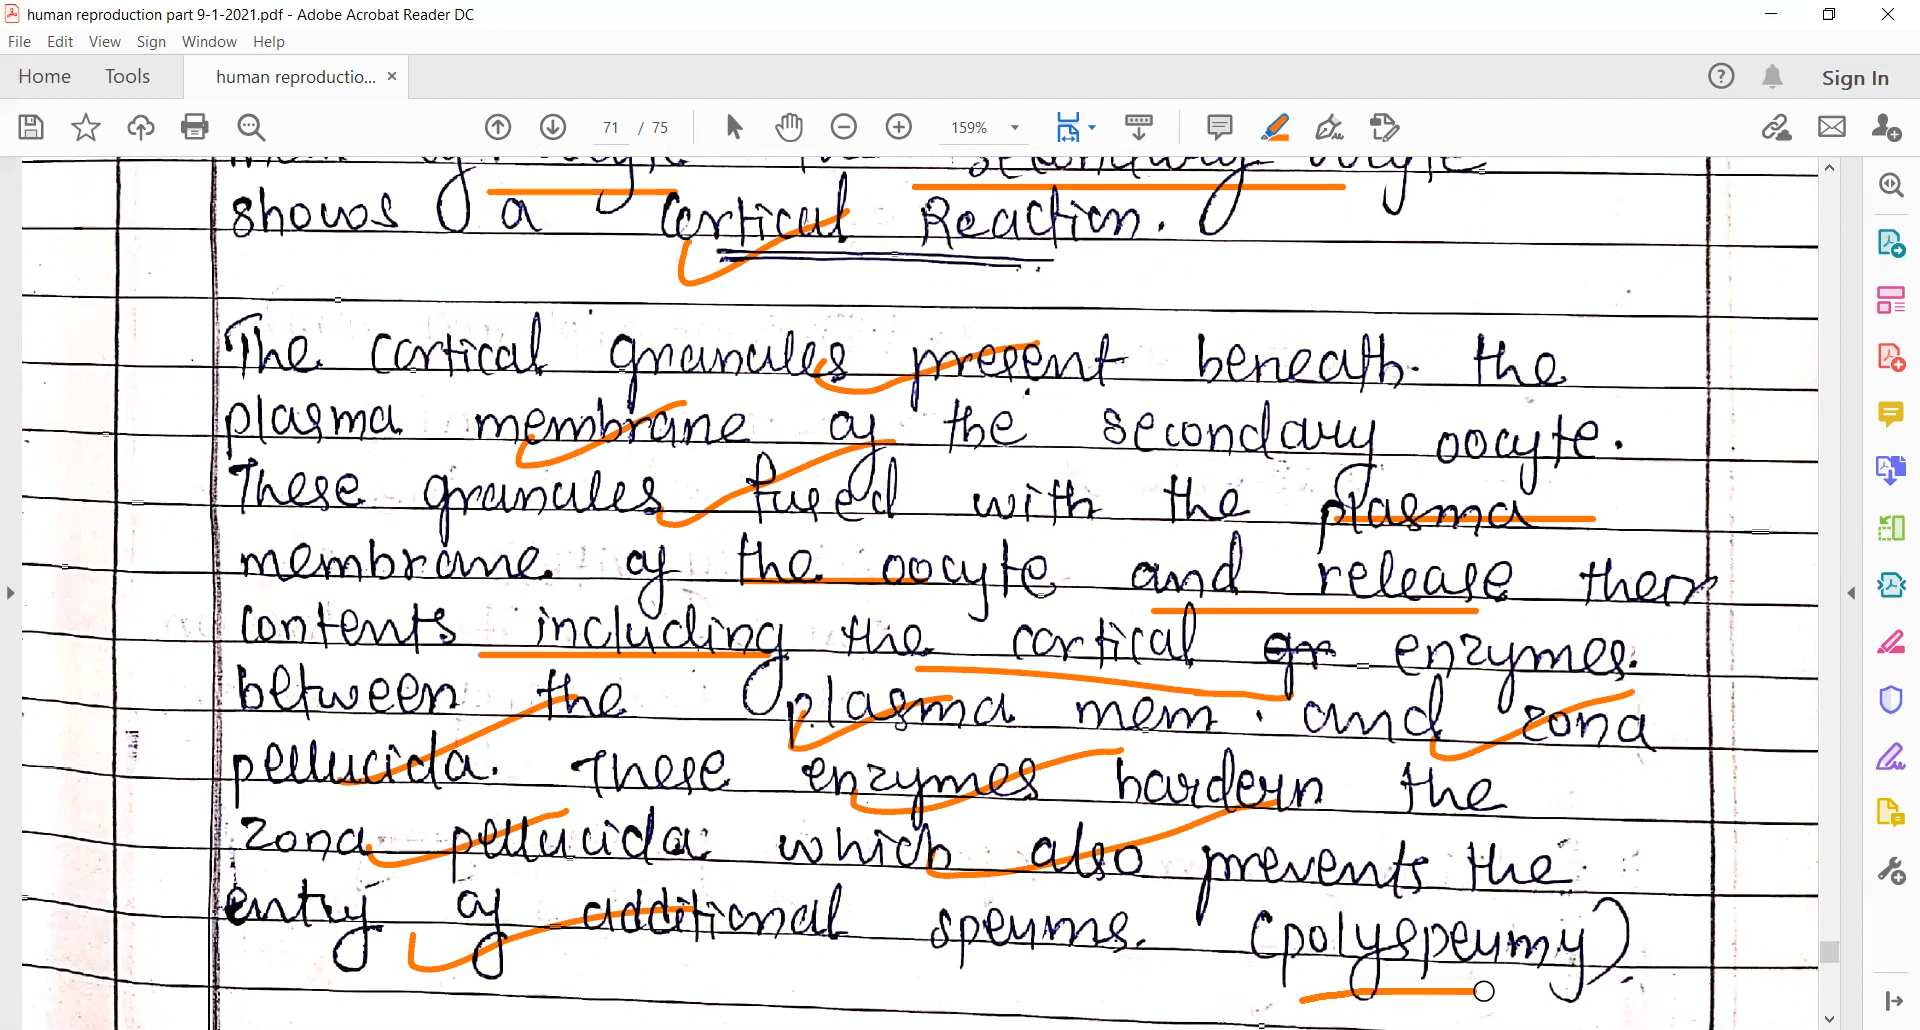 human reproduction part 9-1-2021.pdf - Adobe Acrobat Reader DC
File Edit View Sign Window Help
Home Tools human reproductio... × Sign In
71 / 75 159%
secondary oocyte
shows a Cortical Reaction.
The cortical granules present beneath the
plasma membrane of the secondary oocyte.
These granules fused with the plasma
membrane of the oocyte and release their
contents including the cortical gr enzymes.
between the plasma mem. and zona
pellucida. These enzymes hardern the
zona pellucida which also prevents the
entry of additional sperms. (polyspermy).